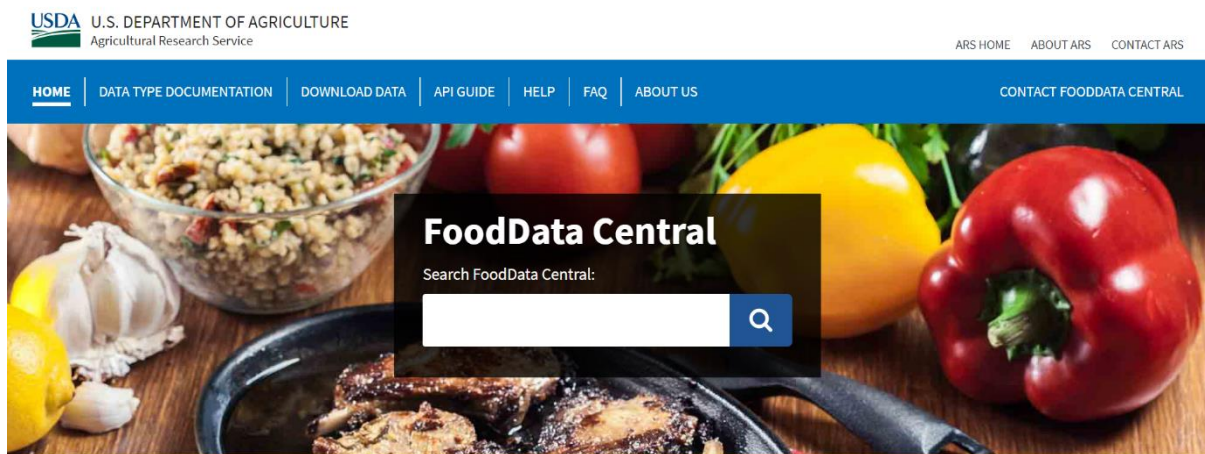 USDA U.S. DEPARTMENT OF AGRICULTURE
Agricultural Research Service
ARS HOME ABOUT ARS CONTACT ARS
HOME DATA TYPE DOCUMENTATION DOWNLOAD DATA API GUIDE HELP FAQ ABOUT US CONTACT FOODDATA CENTRAL
FoodData Central
Search FoodData Central: